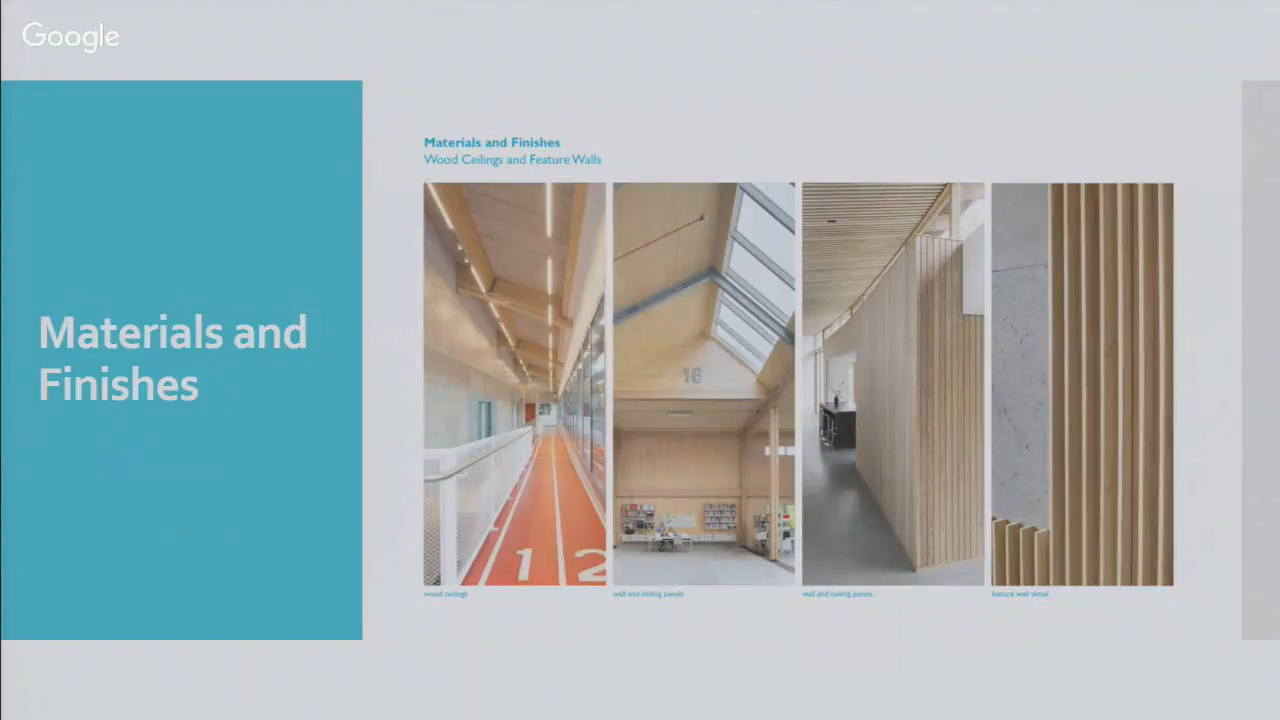 Google
Materials and
Finishes
Materials and Finishes
Wood Ceilings and Feature Walls
16
1 2
wood ceilings
wall and ceiling panels
wall and ceiling panels
feature wall detail